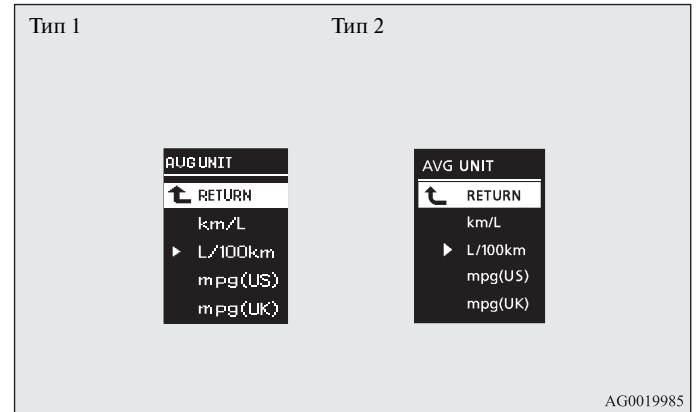 Тип 1
AVG UNIT
RETURN
km/L
L/100km
mpg(US)
mpg(UK)
Тип 2
AVG UNIT
RETURN
km/L
L/100km
mpg(US)
mpg(UK)
AG0019985